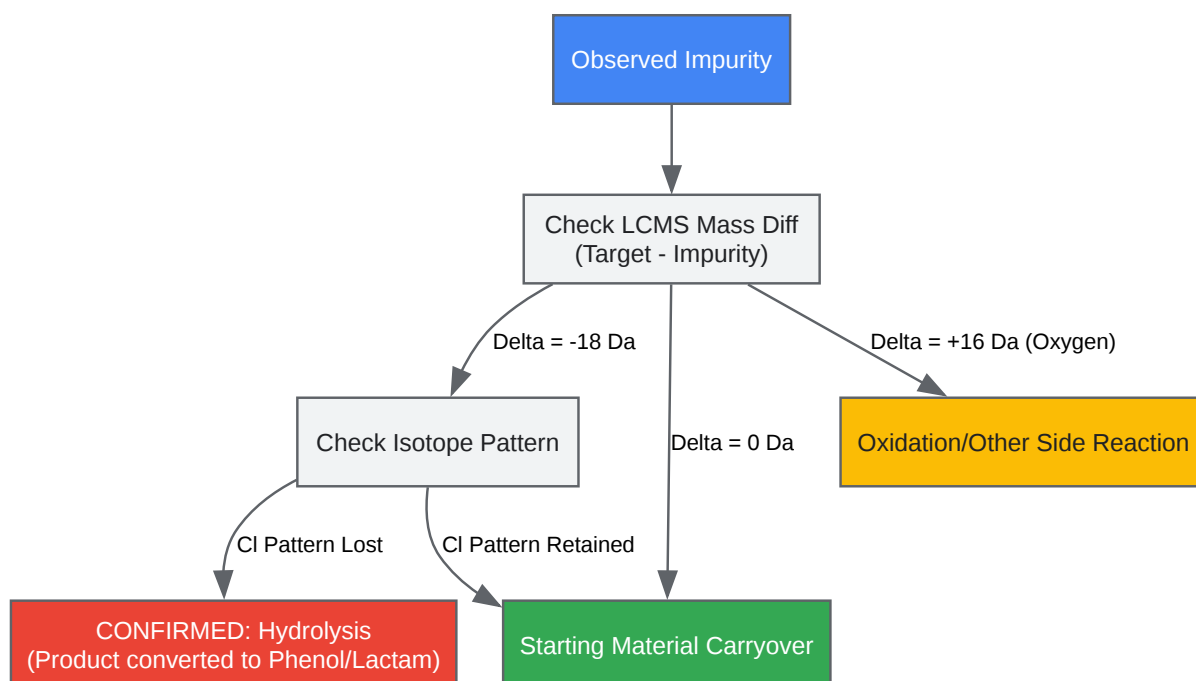 Observed Impurity
Check LCMS Mass Diff
(Target - Impurity)
Delta = -18 Da
Delta = +16 Da (Oxygen)
Check Isotope Pattern
Delta = 0 Da
Oxidation/Other Side Reaction
Cl Pattern Lost
Cl Pattern Retained
CONFIRMED: Hydrolysis
(Product converted to Phenol/Lactam)
Starting Material Carryover